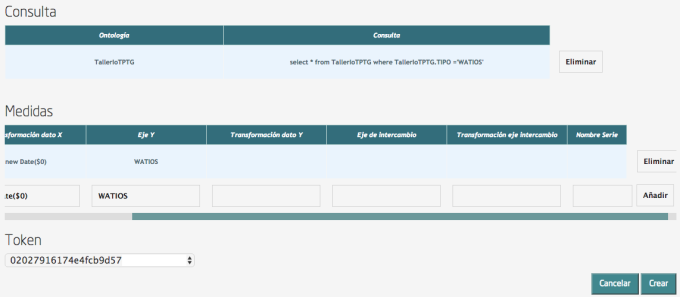 Consulta
Ontología Consulta
TallerIoTPTG select * from TallerIoTPTG where TallerIoTPTG.TIPO ='WATIOS' Eliminar
Medidas
sformación dato X Eje Y Transformación dato Y Eje de intercambio Transformación eje intercambio Nombre Serie
new Date($0) WATIOS Eliminar
te($0) WATIOS Añadir
Token
02027916174e4fcb9d57
Cancelar Crear